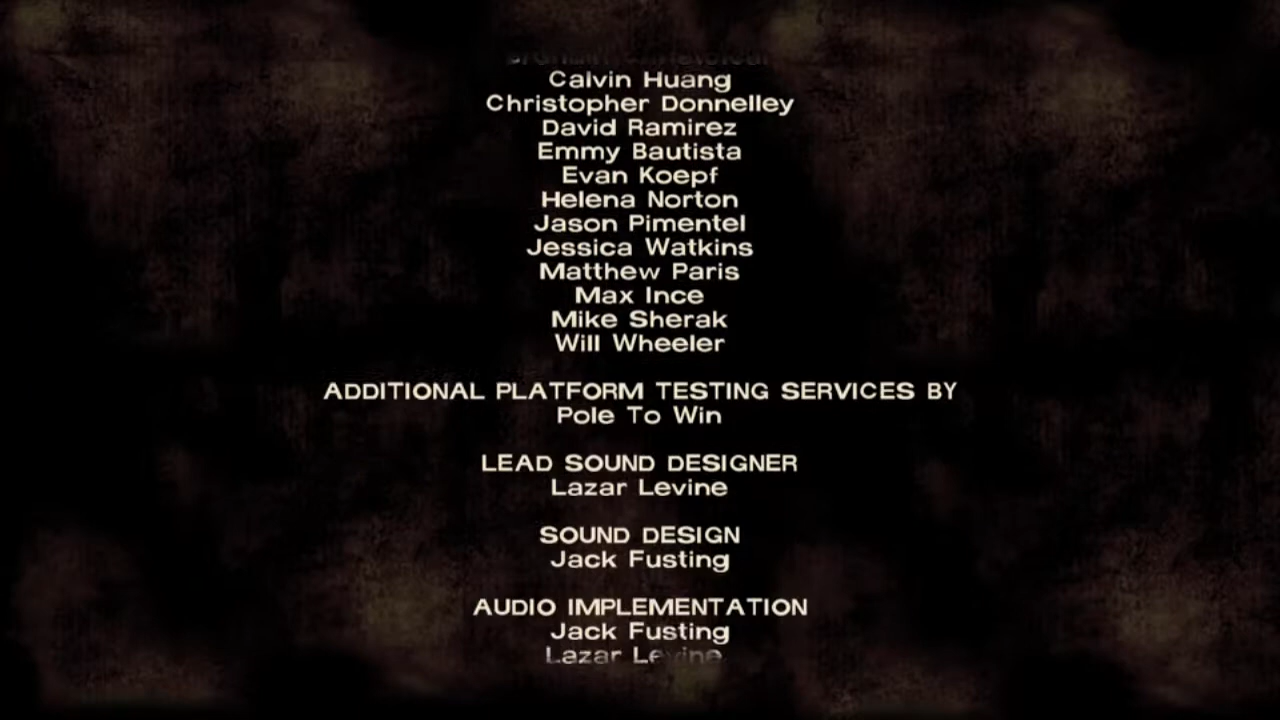 Calvin Huang
Christopher Donnelley
David Ramirez
Emmy Bautista
Evan Koepf
Helena Norton
Jason Pimentel
Jessica Watkins
Matthew Paris
Max Ince
Mike Sherak
Will Wheeler
ADDITIONAL PLATFORM TESTING SERVICES BY
Pole To Win
LEAD SOUND DESIGNER
Lazar Levine
SOUND DESIGN
Jack Fusting
AUDIO IMPLEMENTATION
Jack Fusting
Lazar Levine